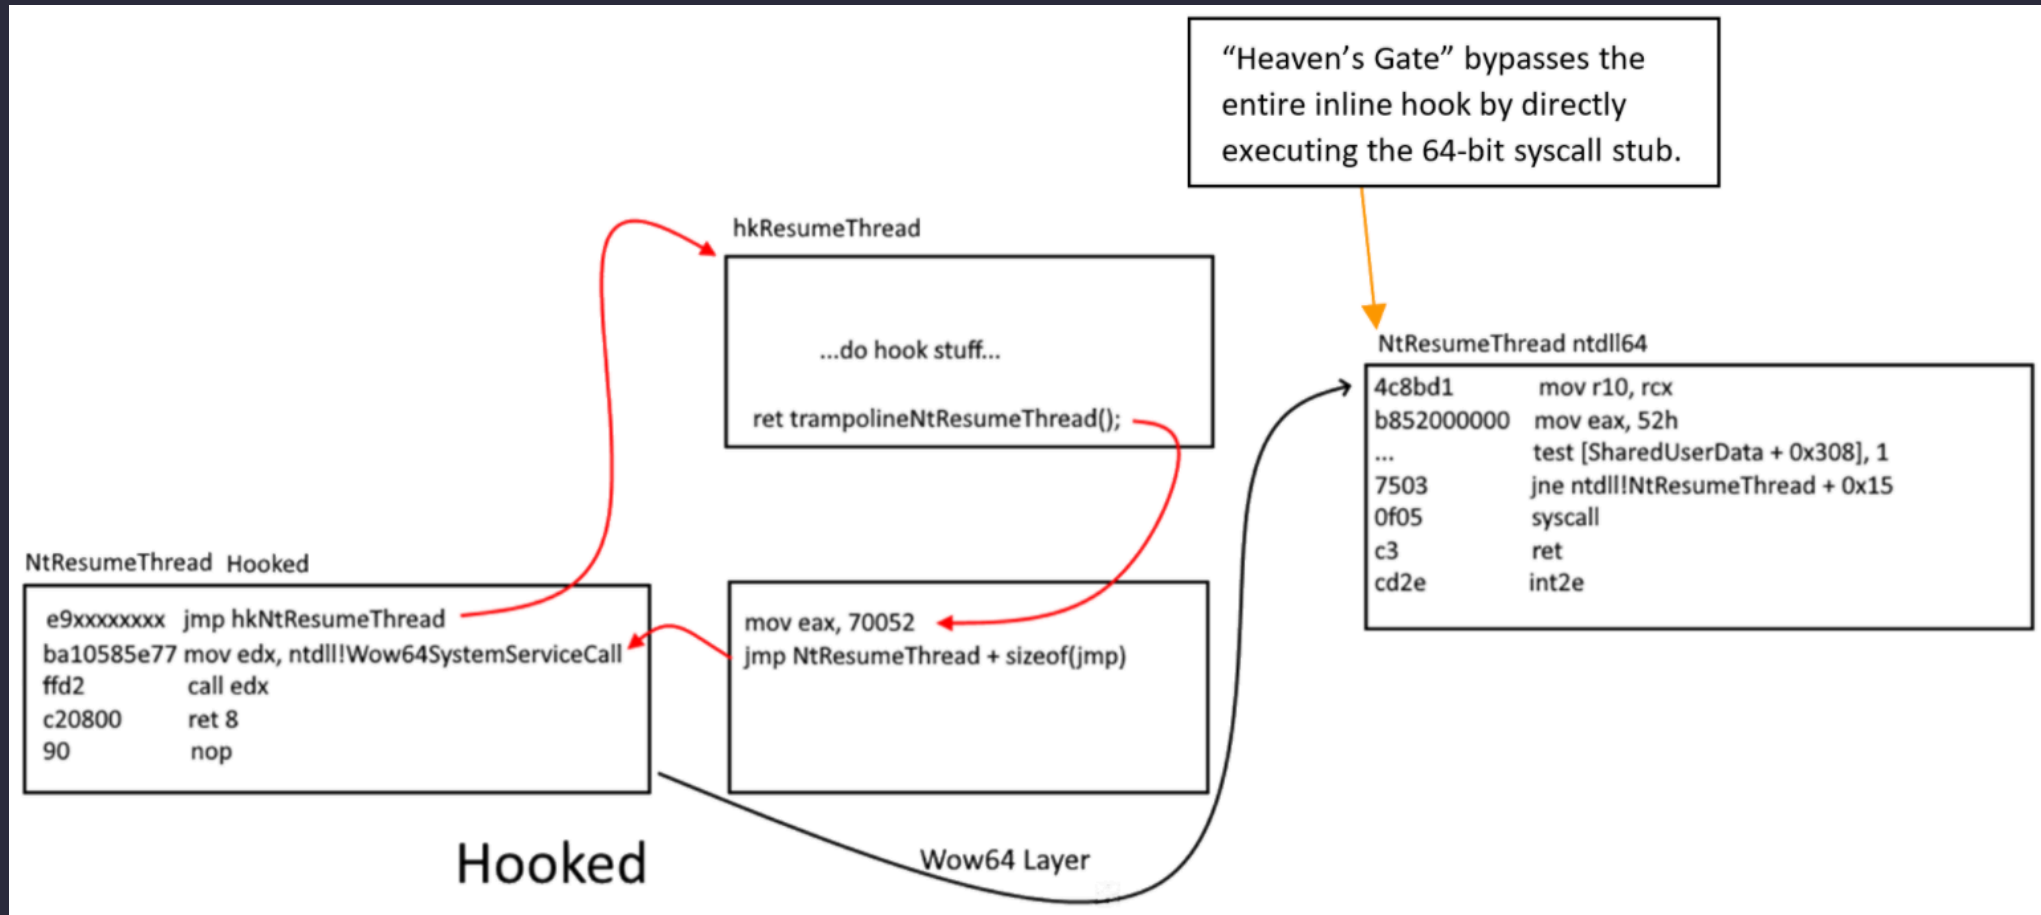 “Heaven’s Gate” bypasses the
entire inline hook by directly
executing the 64-bit syscall stub.
hkResumeThread
...do hook stuff...
ret trampolineNtResumeThread();
NtResumeThread ntdll64
4c8bd1 mov r10, rcx
b852000000 mov eax, 52h
... test [SharedUserData + 0x308], 1
7503 jne ntdll!NtResumeThread + 0x15
0f05 syscall
c3 ret
cd2e int2e
NtResumeThread Hooked
e9xxxxxxxx jmp hkNtResumeThread
ba10585e77 mov edx, ntdll!Wow64SystemServiceCall
ffd2 call edx
c20800 ret 8
90 nop
mov eax, 70052
jmp NtResumeThread + sizeof(jmp)
Hooked
Wow64 Layer